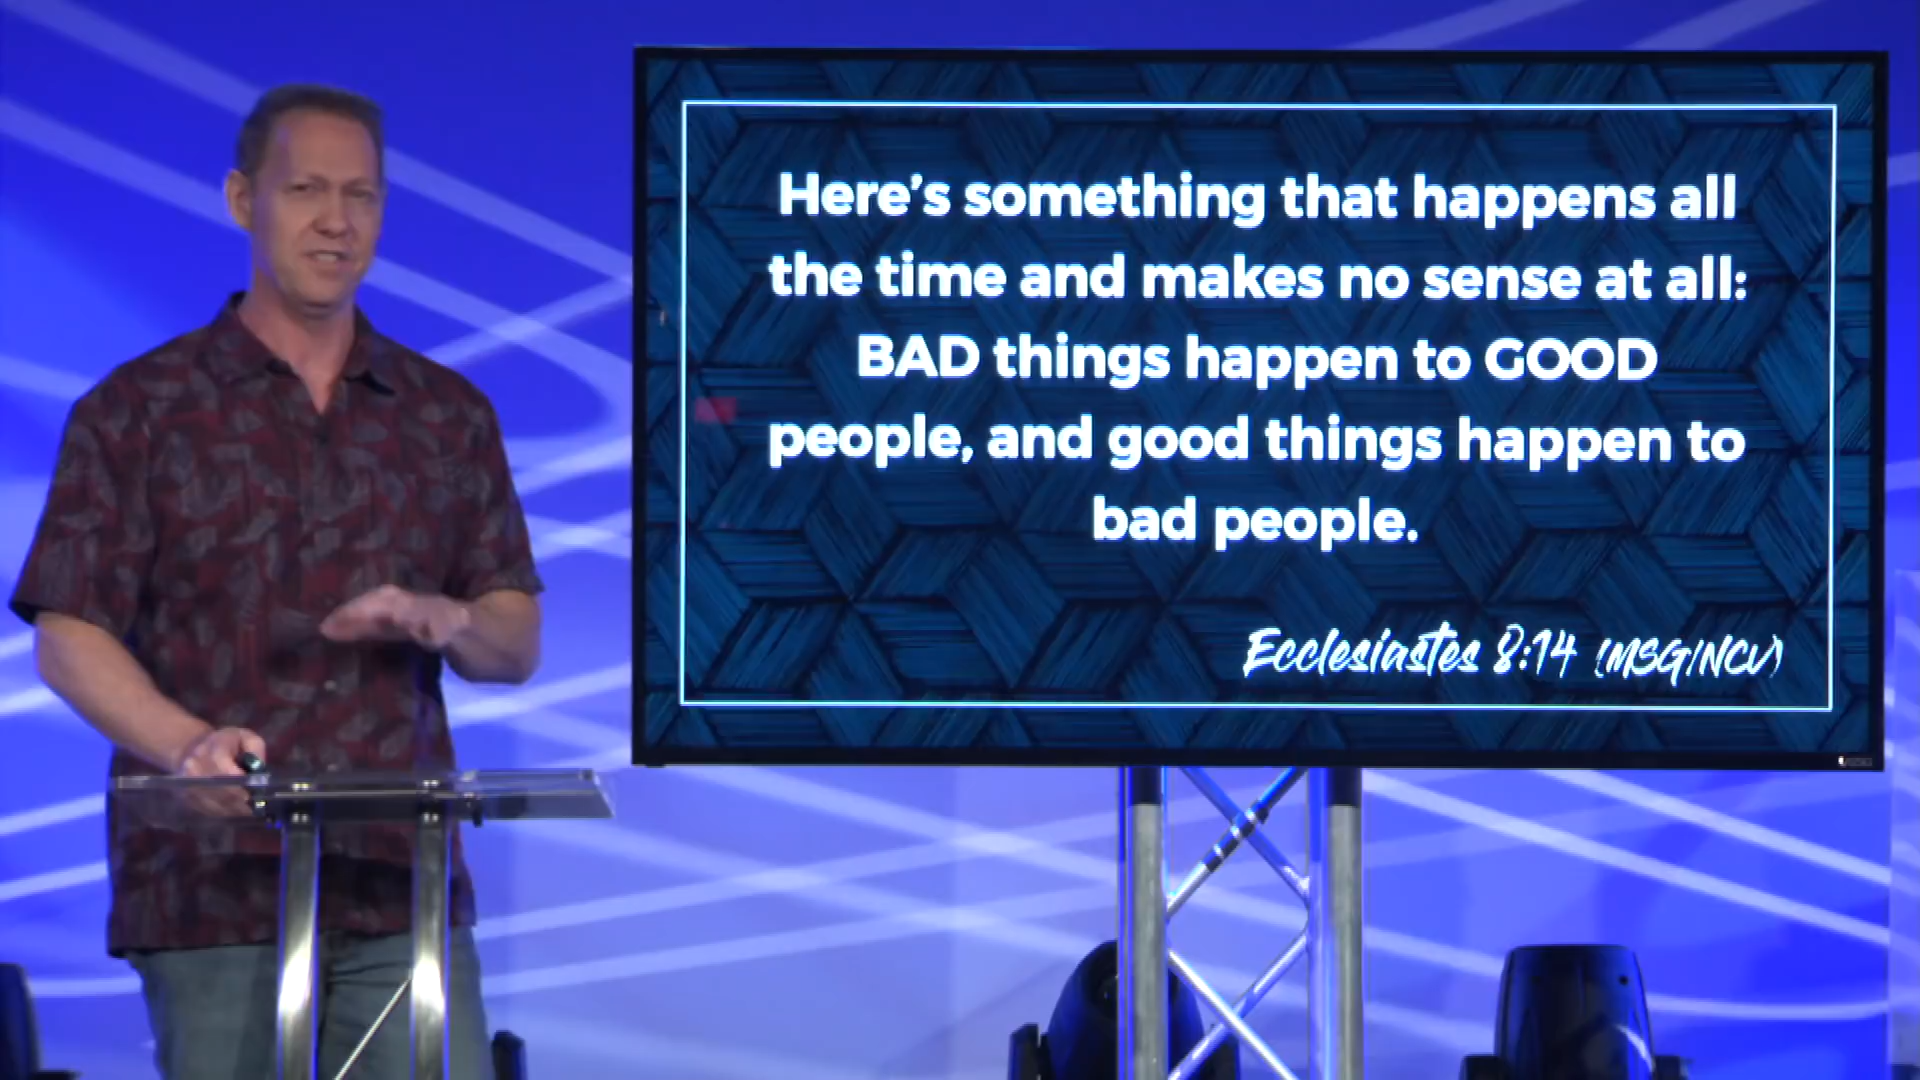 Here's something that happens all
the time and makes no sense at all:
BAD things happen to GOOD
people, and good things happen to
bad people.
Ecclesiastes 8:14 (MSG/NCV)